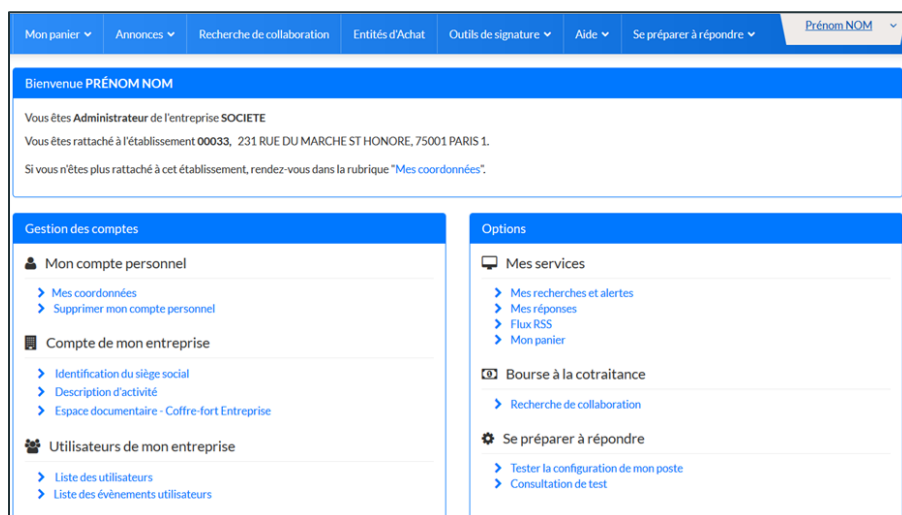 Mon panier Annonces Recherche de collaboration Entités d'Achat Outils de signature Aide Se préparer à répondre Prénom NOM
Bienvenue PRÉNOM NOM
Vous êtes Administrateur de l'entreprise SOCIETE
Vous êtes rattaché à l'établissement 00033, 231 RUE DU MARCHE ST HONORE, 75001 PARIS 1.
Si vous n'êtes plus rattaché à cet établissement, rendez-vous dans la rubrique "Mes coordonnées".
Gestion des comptes
Mon compte personnel
Mes coordonnées
Supprimer mon compte personnel
Compte de mon entreprise
Identification du siège social
Description d'activité
Espace documentaire - Coffre-fort Entreprise
Utilisateurs de mon entreprise
Liste des utilisateurs
Liste des évènements utilisateurs
Options
Mes services
Mes recherches et alertes
Mes réponses
Flux RSS
Mon panier
Bourse à la cotraitance
Recherche de collaboration
Se préparer à répondre
Tester la configuration de mon poste
Consultation de test